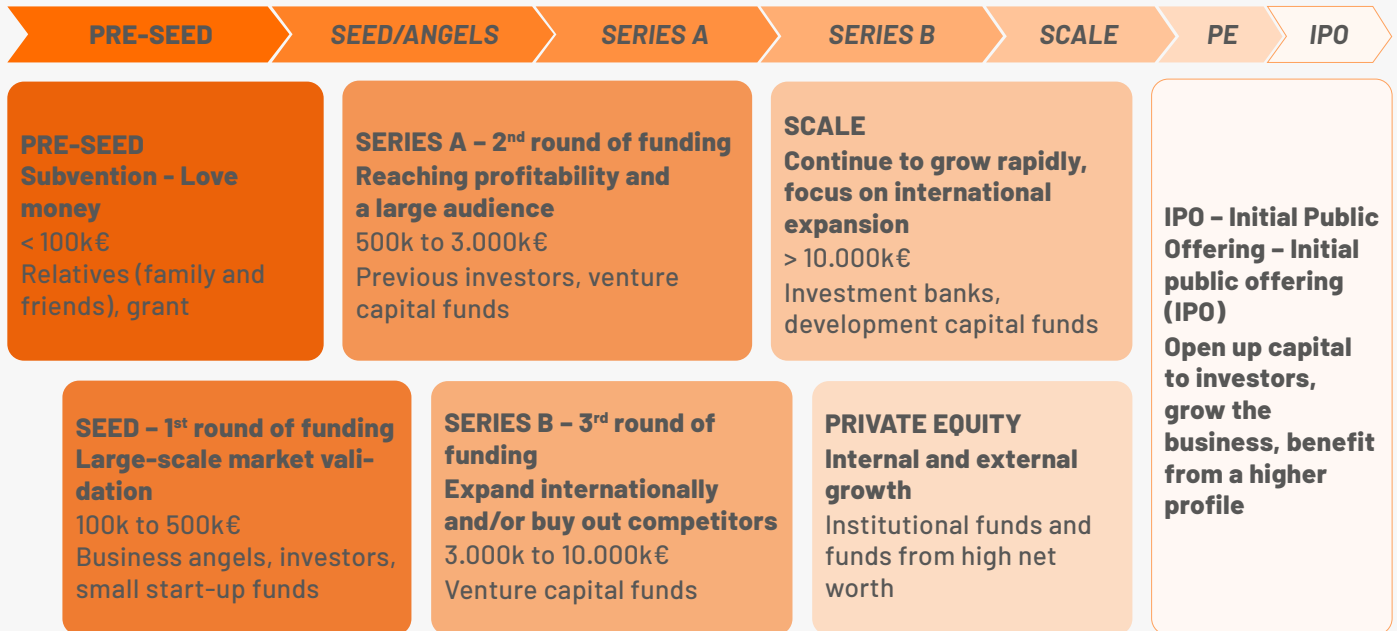 PRE-SEED
SEED/ANGELS
SERIES A
SERIES B
SCALE
PE
IPO
PRE-SEED
Subvention - Love
money
< 100k€
Relatives (family and
friends), grant
SERIES A – 2nd round of funding
Reaching profitability and
a large audience
500k to 3.000k€
Previous investors, venture
capital funds
SCALE
Continue to grow rapidly,
focus on international
expansion
> 10.000k€
Investment banks,
development capital funds
SEED – 1st round of funding
Large-scale market vali-
dation
100k to 500k€
Business angels, investors,
small start-up funds
SERIES B – 3rd round of
funding
Expand internationally
and/or buy out competitors
3.000k to 10.000k€
Venture capital funds
PRIVATE EQUITY
Internal and external
growth
Institutional funds and
funds from high net
worth
IPO – Initial Public
Offering – Initial
public offering
(IPO)
Open up capital
to investors,
grow the
business, benefit
from a higher
profile